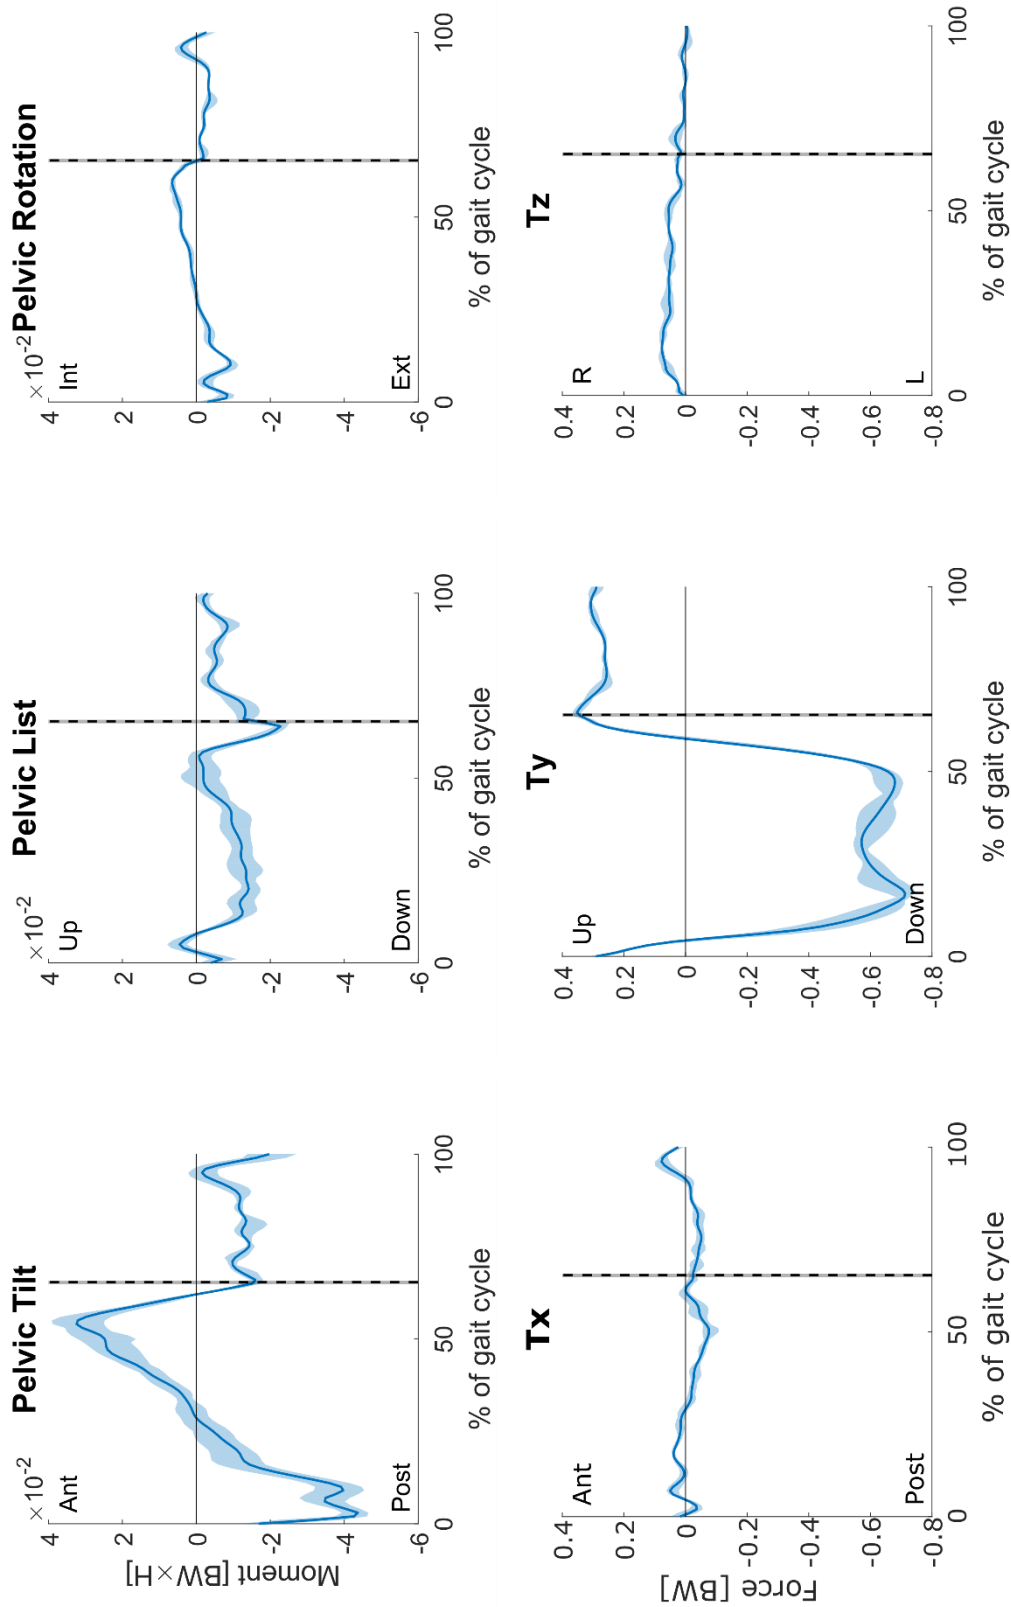 Pelvic Tilt
×10-2
Moment [BW×H]
4
2
0
-2
-4
-6
Ant
Post
0
50
100
% of gait cycle
Pelvic List
×10-2
4
2
0
-2
-4
-6
Up
Down
0
50
100
% of gait cycle
×10-2 Pelvic Rotation
4
2
0
-2
-4
-6
Int
Ext
0
50
100
% of gait cycle
Tx
Force [BW]
0.4
0.2
0
-0.2
-0.4
-0.6
-0.8
Ant
Post
0
50
100
% of gait cycle
Ty
0.4
0.2
0
-0.2
-0.4
-0.6
-0.8
Up
Down
0
50
100
% of gait cycle
Tz
0.4
0.2
0
-0.2
-0.4
-0.6
-0.8
R
L
0
50
100
% of gait cycle